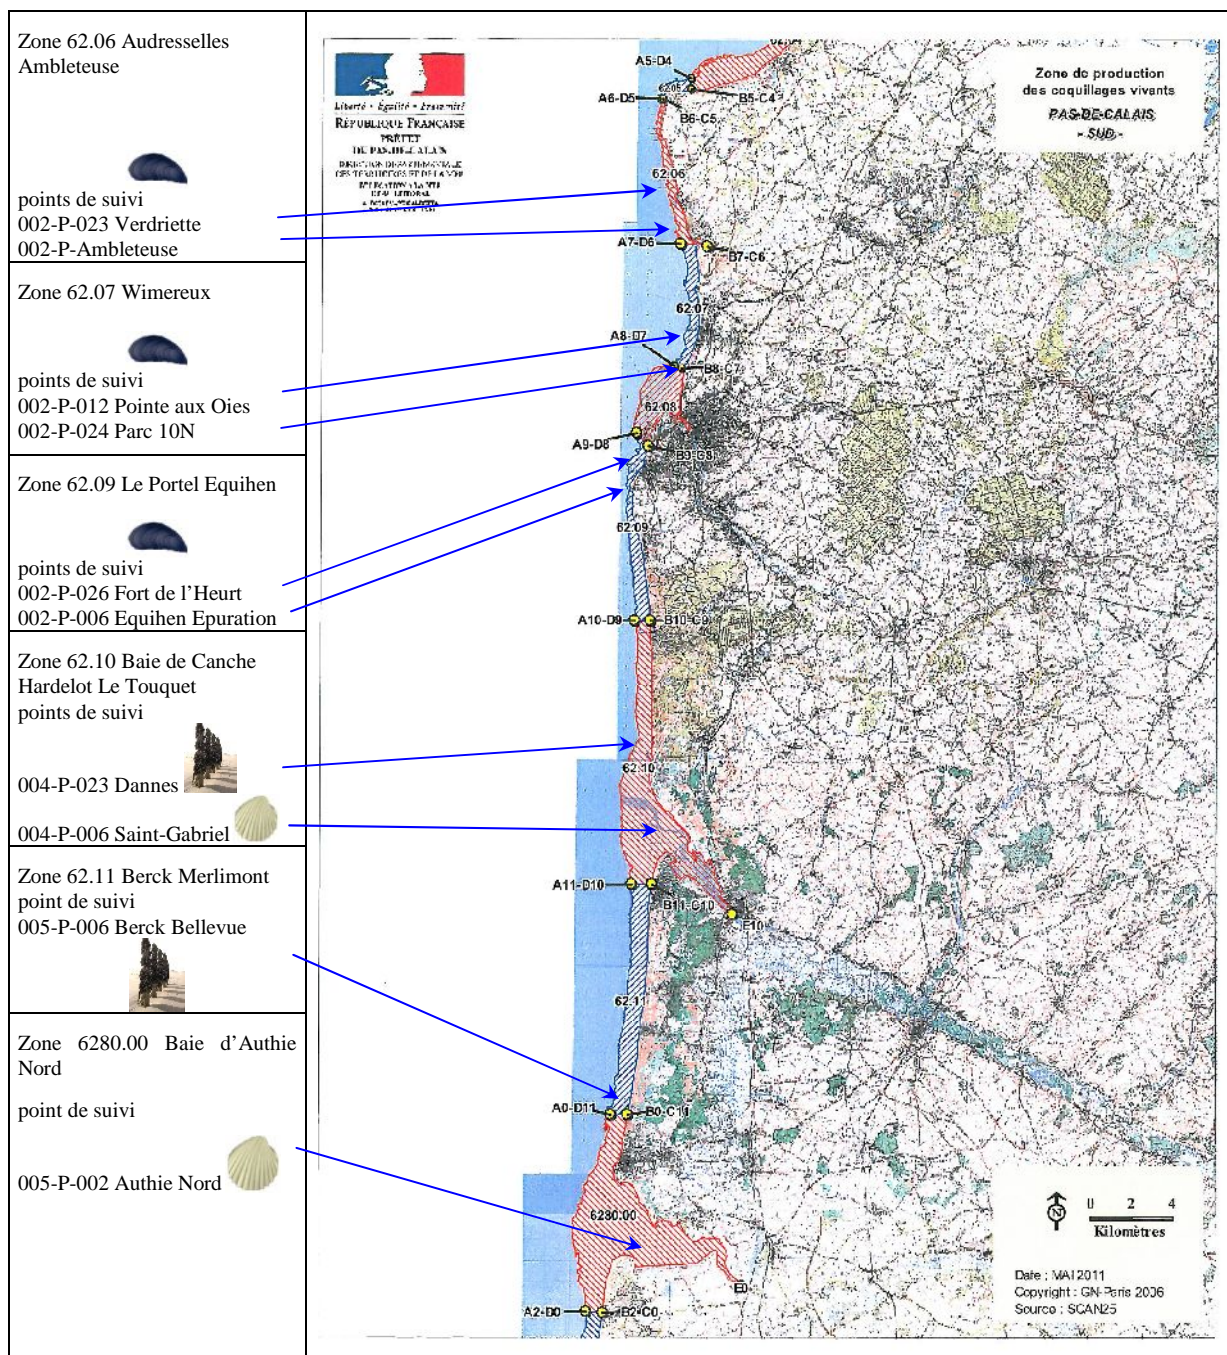 Zone 62.06 Audresselles
Ambleteuse
points de suivi
002-P-023 Verdriette
002-P-Ambleteuse
Zone 62.07 Wimereux
points de suivi
002-P-012 Pointe aux Oies
002-P-024 Parc 10N
Zone 62.09 Le Portel Equihen
points de suivi
002-P-026 Fort de l’Heurt
002-P-006 Equihen Epuration
Zone 62.10 Baie de Canche
Hardelot Le Touquet
points de suivi
004-P-023 Dannes
004-P-006 Saint-Gabriel
Zone 62.11 Berck Merlimont
point de suivi
005-P-006 Berck Bellevue
Zone 6280.00 Baie d’Authie
Nord
point de suivi
005-P-002 Authie Nord
Liberté • Égalité • Fraternité
RÉPUBLIQUE FRANÇAISE
PRÉFET
DU PAS-DE-CALAIS
Zone de production
des coquillages vivants
PAS-DE-CALAIS
- SUD -
A5-D4
B5-C4
A6-D5
B6-C5
62.06
A7-D6
B7-C6
62.07
A8-D7
B8-C7
62.08
A9-D8
B9-C8
62.09
A10-D9
B10-C9
62.10
A11-D10
B11-C10
E10
62.11
A0-D11
B0-C11
6280.00
E0
A2-D0
B2-C0
N
0 2 4
Kilomètres
Date : MAI 2011
Copyright : GN-Paris 2006
Source : SCAN25